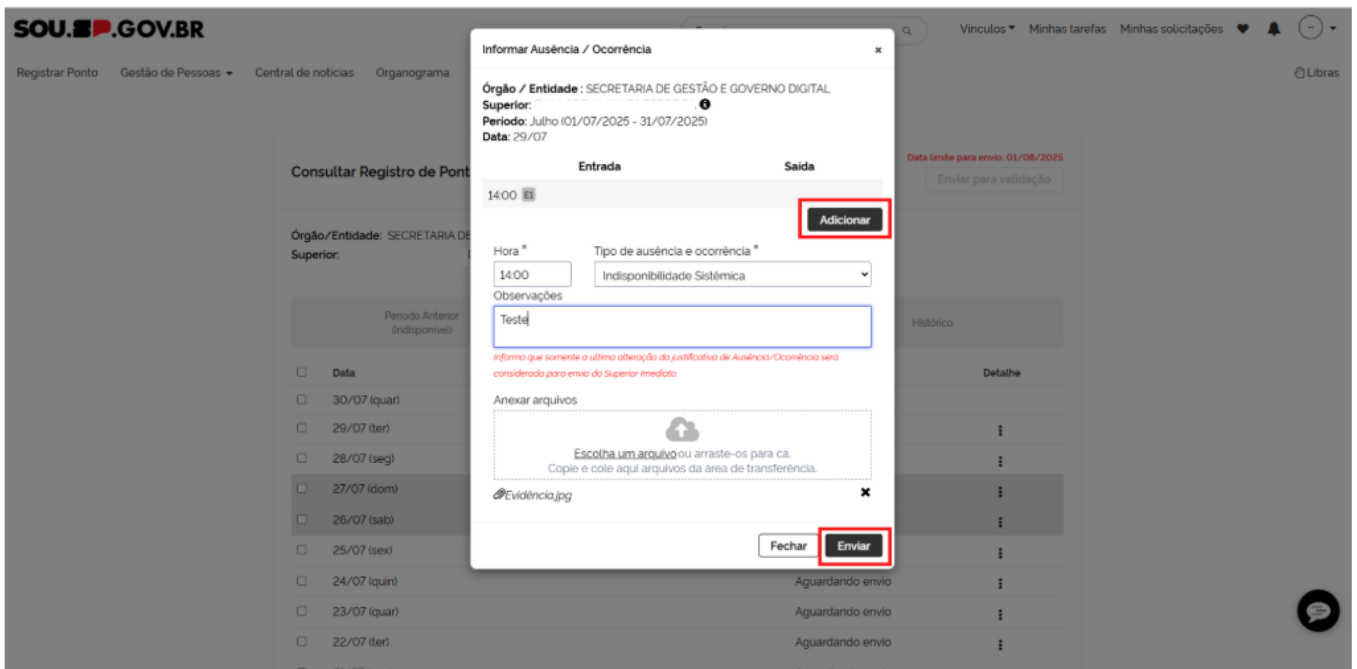 SOU.SP.GOV.BR
Vínculos Minhas tarefas Minhas solicitações
Registrar Ponto Gestão de Pessoas Central de notícias Organograma
Libras
Informar Ausência / Ocorrência
Órgão / Entidade : SECRETARIA DE GESTÃO E GOVERNO DIGITAL
Superior:
Período: Julho (01/07/2025 - 31/07/2025)
Data: 29/07
Entrada Saída
14:00 E1
Adicionar
Hora * Tipo de ausência e ocorrência *
14:00 Indisponibilidade Sistêmica
Observações
Teste
Informo que somente a ultima alteração da justificativa de Ausência/Ocorrência será
considerada para envio do Superior Imediato
Anexar arquivos
Escolha um arquivo ou arraste-os para cá.
Copie e cole aqui arquivos da área de transferência.
Evidência.jpg
Fechar Enviar
Consultar Registro de Pont
Data limite para envio: 01/08/2025
Enviar para validação
Órgão/Entidade: SECRETARIA DE
Superior:
Período Anterior
(Indisponível)
Histórico
Data Detalhe
30/07 (quar)
29/07 (ter)
28/07 (seg)
27/07 (dom)
26/07 (sab)
25/07 (sex)
24/07 (quin) Aguardando envio
23/07 (quar) Aguardando envio
22/07 (ter) Aguardando envio